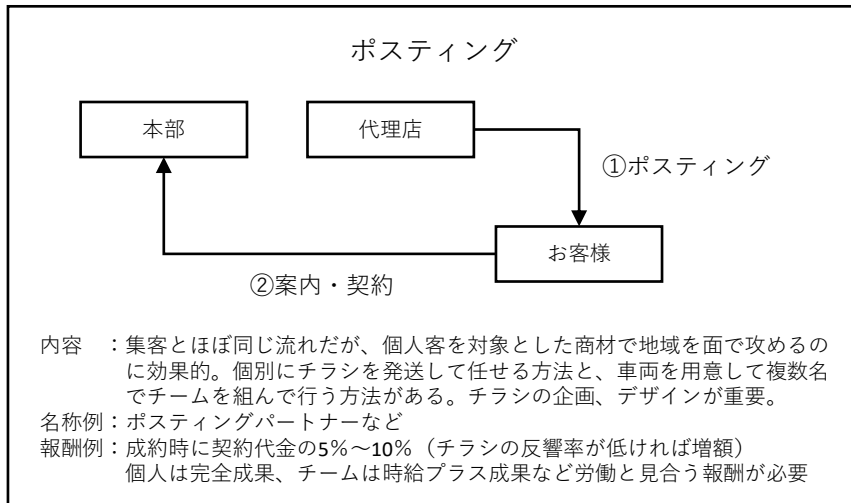 ポスティング
本部
代理店
①ポスティング
お客様
②案内・契約
内容　：集客とほぼ同じ流れだが、個人客を対象とした商材で地域を面で攻めるの
に効果的。個別にチラシを発送して任せる方法と、車両を用意して複数名
でチームを組んで行う方法がある。チラシの企画、デザインが重要。
名称例：ポスティングパートナーなど
報酬例：成約時に契約代金の5%～10%（チラシの反響率が低ければ増額）
個人は完全成果、チームは時給プラス成果など労働と見合う報酬が必要